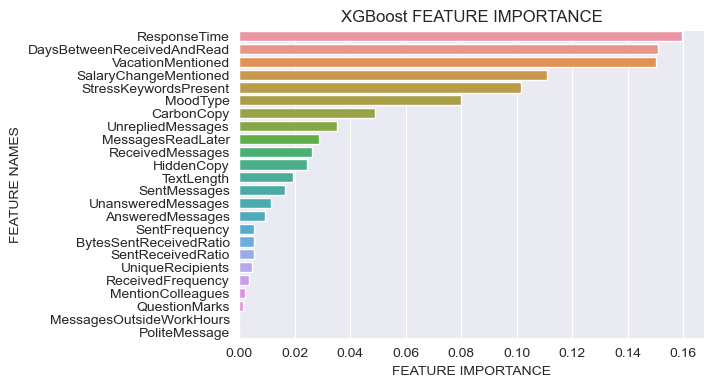 XGBoost FEATURE IMPORTANCE
FEATURE NAMES
ResponseTime
DaysBetweenReceivedAndRead
VacationMentioned
SalaryChangeMentioned
StressKeywordsPresent
MoodType
CarbonCopy
UnrepliedMessages
MessagesReadLater
ReceivedMessages
HiddenCopy
TextLength
SentMessages
UnansweredMessages
AnsweredMessages
SentFrequency
BytesSentReceivedRatio
SentReceivedRatio
UniqueRecipients
ReceivedFrequency
MentionColleagues
QuestionMarks
MessagesOutsideWorkHours
PoliteMessage
0.00 0.02 0.04 0.06 0.08 0.10 0.12 0.14 0.16
FEATURE IMPORTANCE